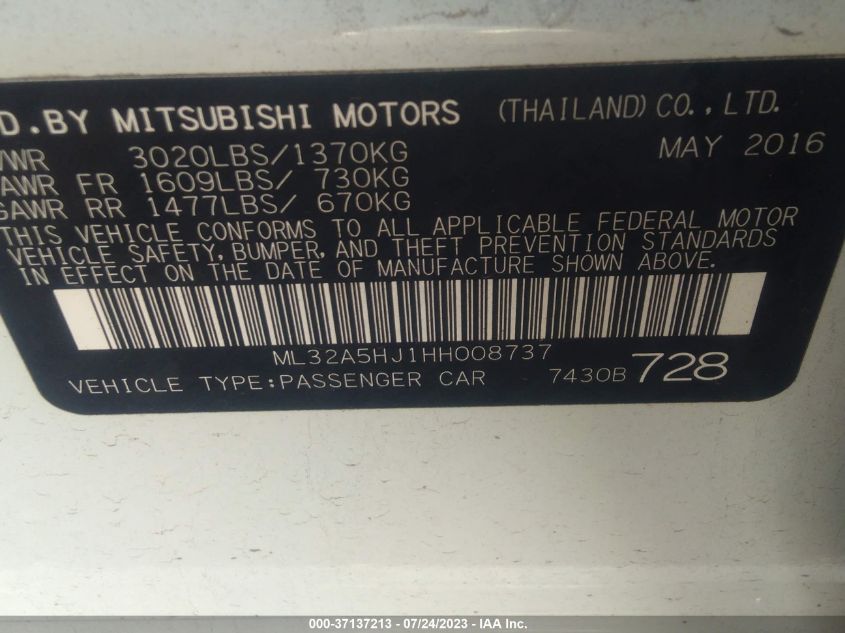 D.BY MITSUBISHI MOTORS (THAILAND) CO., LTD.
VWR 3020LBS/1370KG MAY 2016
AWR FR 1609LBS/ 730KG
GAWR RR 1477LBS/ 670KG
THIS VEHICLE CONFORMS TO ALL APPLICABLE FEDERAL MOTOR
VEHICLE SAFETY, BUMPER, AND THEFT PREVENTION STANDARDS
IN EFFECT ON THE DATE OF MANUFACTURE SHOWN ABOVE.
ML32A5HJ1HH008737
VEHICLE TYPE:PASSENGER CAR 7430B 728
000-37137213 - 07/24/2023 - IAA Inc.